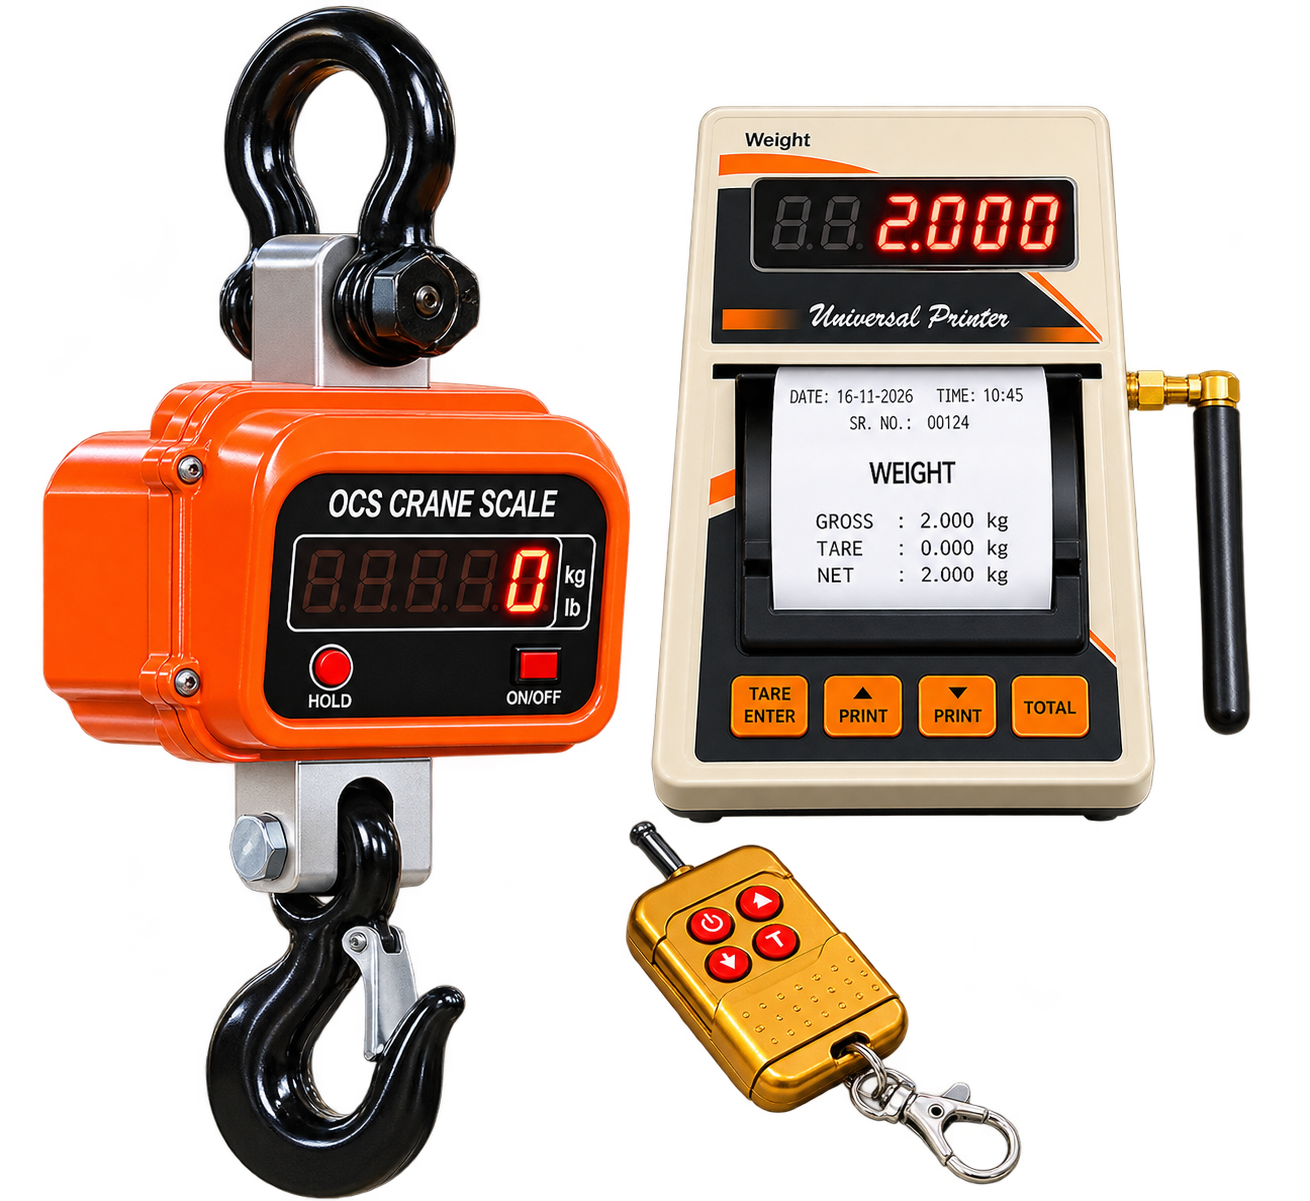 OCS CRANE SCALE
0
kg
lb
HOLD
ON/OFF
Weight
2.000
Universal Printer
DATE: 16-11-2026 TIME: 10:45
SR. NO.: 00124
WEIGHT
GROSS : 2.000 kg
TARE : 0.000 kg
NET : 2.000 kg
TARE ENTER
▲ PRINT
▼ PRINT
TOTAL
T